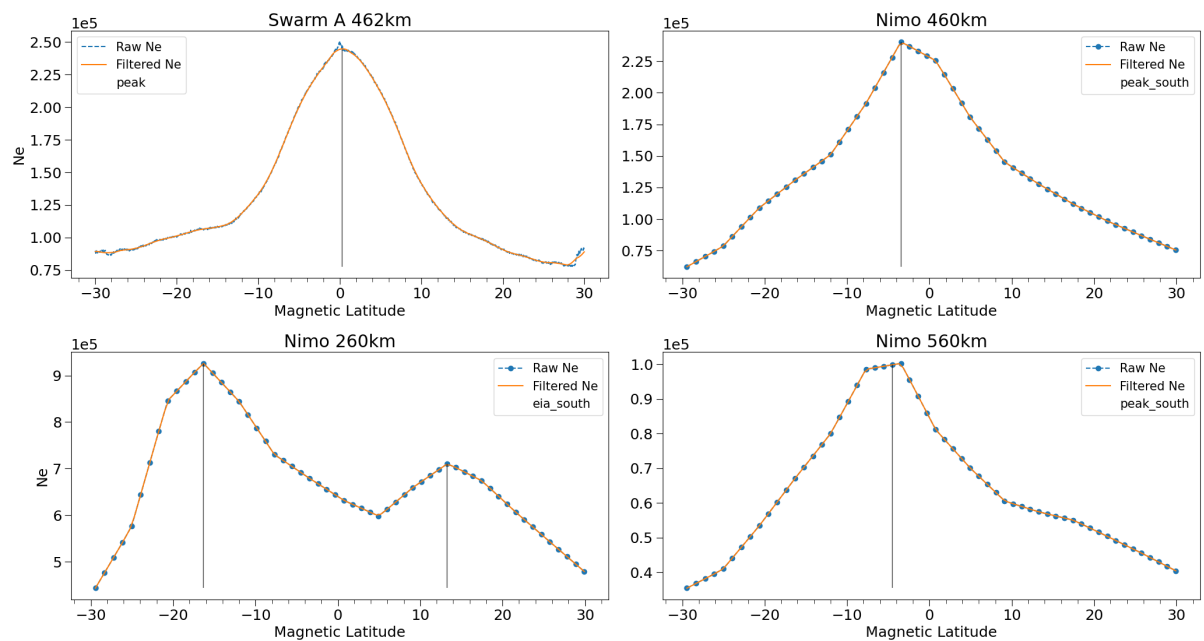 Swarm A 462km
1e5
Raw Ne
Filtered Ne
peak
2.50
2.25
2.00
1.75
1.50
1.25
1.00
0.75
Ne
−30 −20 −10 0 10 20 30
Magnetic Latitude
Nimo 460km
1e5
Raw Ne
Filtered Ne
peak_south
2.25
2.00
1.75
1.50
1.25
1.00
0.75
−30 −20 −10 0 10 20 30
Magnetic Latitude
Nimo 260km
1e5
Raw Ne
Filtered Ne
eia_south
9
8
7
6
5
Ne
−30 −20 −10 0 10 20 30
Magnetic Latitude
Nimo 560km
1e5
Raw Ne
Filtered Ne
peak_south
1.0
0.9
0.8
0.7
0.6
0.5
0.4
−30 −20 −10 0 10 20 30
Magnetic Latitude